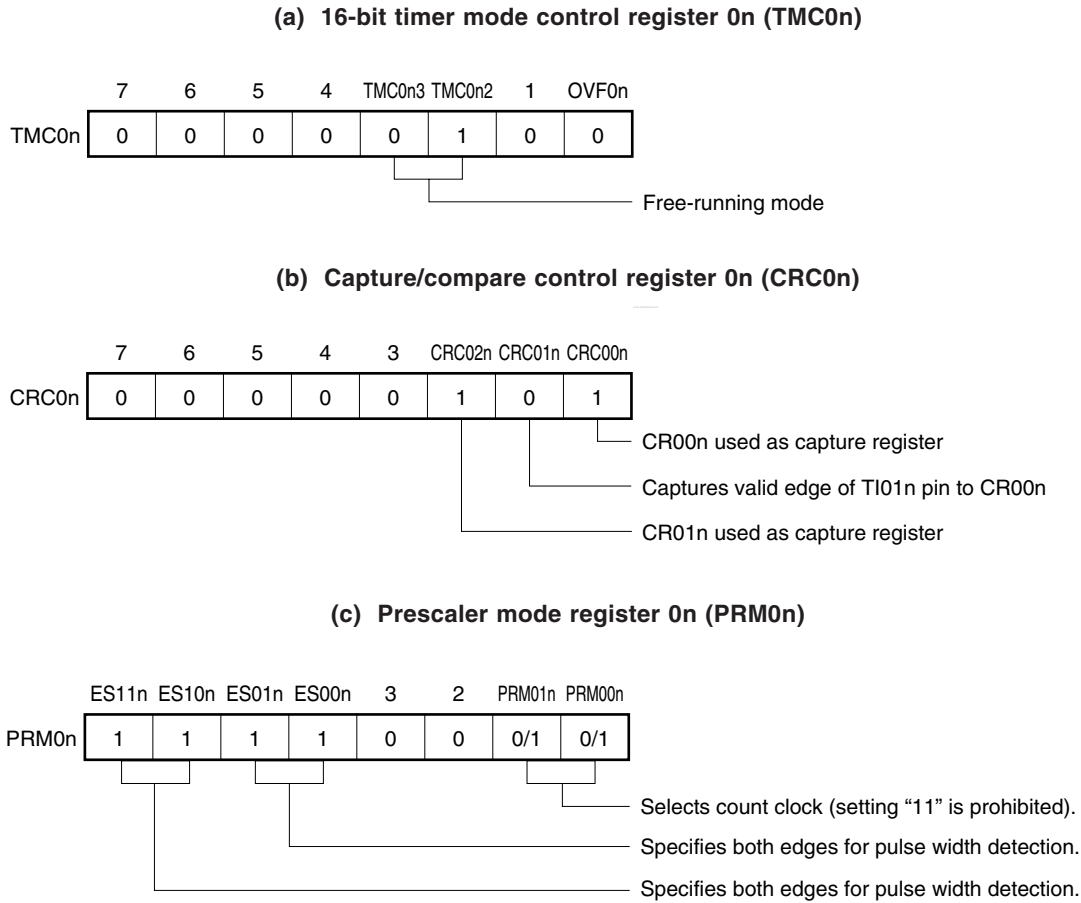 (a) 16-bit timer mode control register 0n (TMC0n)
7 6 5 4 TMC0n3 TMC0n2 1 OVF0n
TMC0n 0 0 0 0 0 1 0 0
Free-running mode
(b) Capture/compare control register 0n (CRC0n)
7 6 5 4 3 CRC02n CRC01n CRC00n
CRC0n 0 0 0 0 0 1 0 1
CR00n used as capture register
Captures valid edge of TI01n pin to CR00n
CR01n used as capture register
(c) Prescaler mode register 0n (PRM0n)
ES11n ES10n ES01n ES00n 3 2 PRM01n PRM00n
PRM0n 1 1 1 1 0 0 0/1 0/1
Selects count clock (setting “11” is prohibited).
Specifies both edges for pulse width detection.
Specifies both edges for pulse width detection.